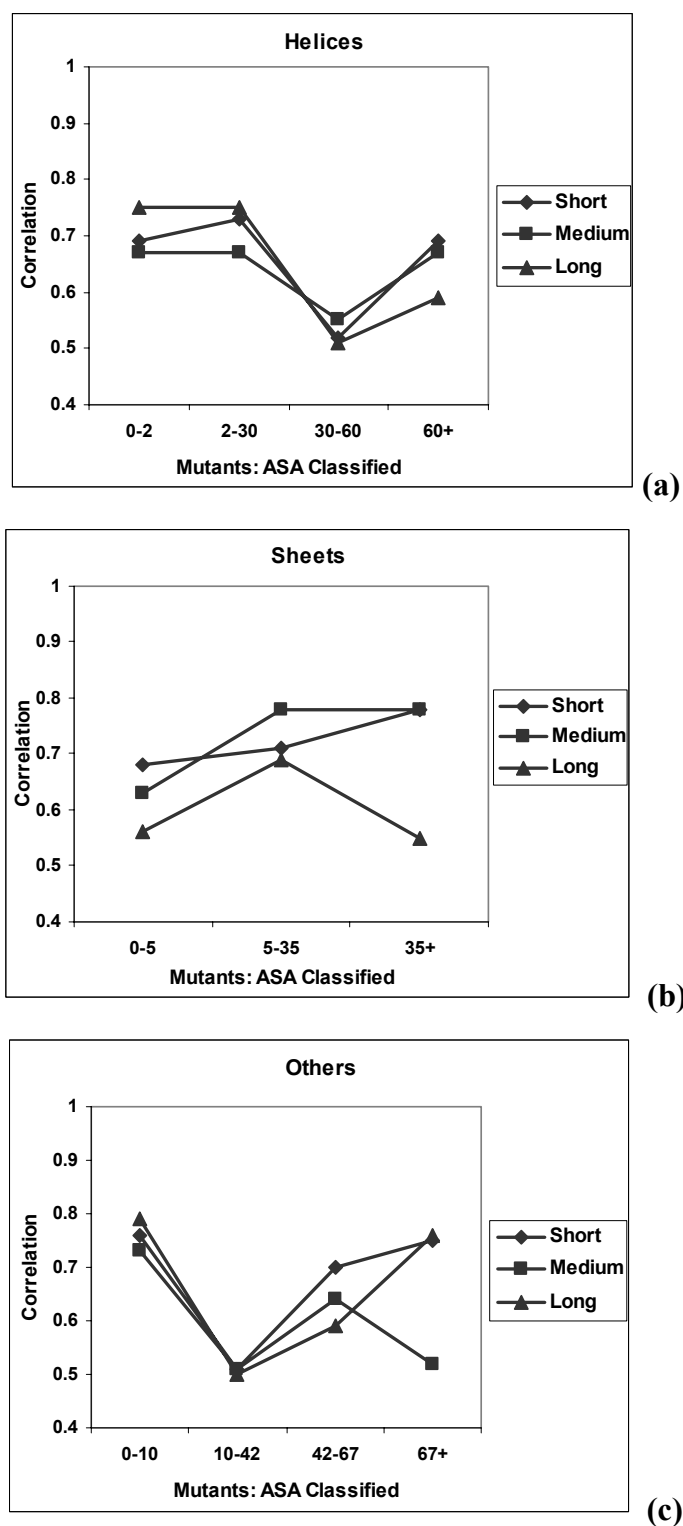 Helices
1
0.9
0.8
0.7
0.6
0.5
0.4
Correlation
0-2 2-30 30-60 60+
Mutants: ASA Classified
Short
Medium
Long
(a)
Sheets
1
0.9
0.8
0.7
0.6
0.5
0.4
Correlation
0-5 5-35 35+
Mutants: ASA Classified
Short
Medium
Long
(b)
Others
1
0.9
0.8
0.7
0.6
0.5
0.4
Correlation
0-10 10-42 42-67 67+
Mutants: ASA Classified
Short
Medium
Long
(c)